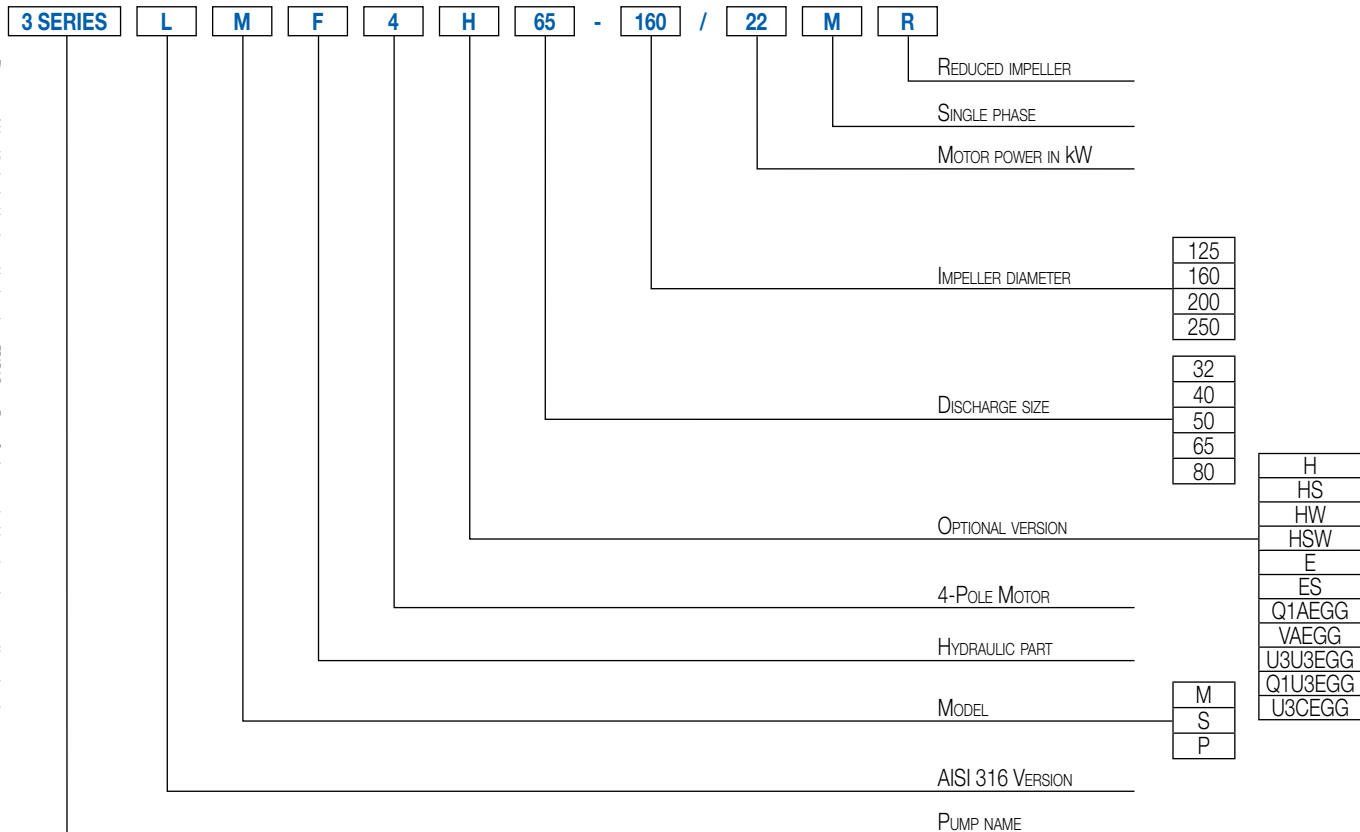 3 SERIES L M F 4 H 65 - 160 / 22 M R
REDUCED IMPELLER
SINGLE PHASE
MOTOR POWER IN kW
IMPELLER DIAMETER
125
160
200
250
DISCHARGE SIZE
32
40
50
65
80
OPTIONAL VERSION
H
HS
HW
HSW
E
ES
Q1AEGG
VAEGG
U3U3EGG
Q1U3EGG
U3CEGG
4-POLE MOTOR
HYDRAULIC PART
MODEL
M
S
P
AISI 316 VERSION
PUMP NAME